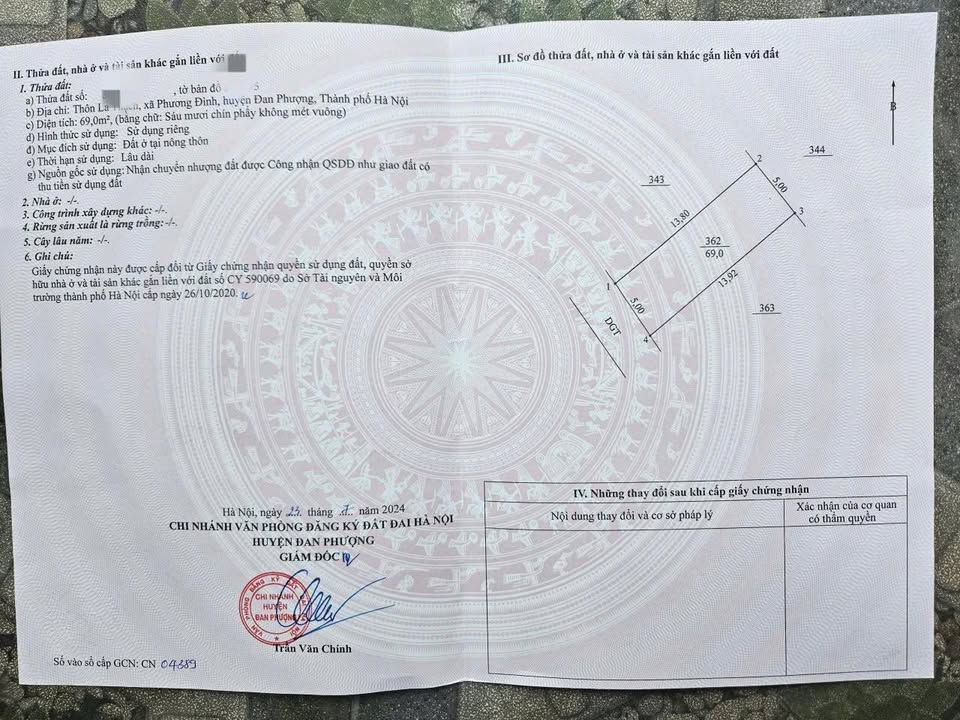 II. Thửa đất, nhà ở và tài sản khác gắn liền với
1. Thửa đất:
a) Thửa đất số: , tờ bản đồ
b) Địa chỉ: Thôn La , xã Phương Đình, huyện Đan Phượng, Thành phố Hà Nội
c) Diện tích: 69,0m², (bằng chữ: Sáu mươi chín phẩy không mét vuông)
d) Hình thức sử dụng: Sử dụng riêng
đ) Mục đích sử dụng: Đất ở tại nông thôn
e) Thời hạn sử dụng: Lâu dài
g) Nguồn gốc sử dụng: Nhận chuyển nhượng đất được Công nhận QSDĐ như giao đất có
thu tiền sử dụng đất
2. Nhà ở: -/-.
3. Công trình xây dựng khác: -/-.
4. Rừng sản xuất là rừng trồng: -/-.
5. Cây lâu năm: -/-.
6. Ghi chú:
Giấy chứng nhận này được cấp đổi từ Giấy chứng nhận quyền sử dụng đất, quyền sở
hữu nhà ở và tài sản khác gắn liền với đất số CY 590069 do Sở Tài nguyên và Môi
trường thành phố Hà Nội cấp ngày 26/10/2020.
Hà Nội, ngày tháng năm 2024
CHI NHÁNH VĂN PHÒNG ĐĂNG KÝ ĐẤT ĐAI HÀ NỘI
HUYỆN ĐAN PHƯỢNG
GIÁM ĐỐC
CHI NHÁNH
HUYỆN
ĐAN PHƯỢNG
Trần Văn Chính
Số vào sổ cấp GCN: CN 04389
III. Sơ đồ thửa đất, nhà ở và tài sản khác gắn liền với đất
B
344
343
2
5,00
3
13,80
362
69,0
13,92
1
5,00
363
ĐGT
4
IV. Những thay đổi sau khi cấp giấy chứng nhận
Nội dung thay đổi và cơ sở pháp lý
Xác nhận của cơ quan
có thẩm quyền